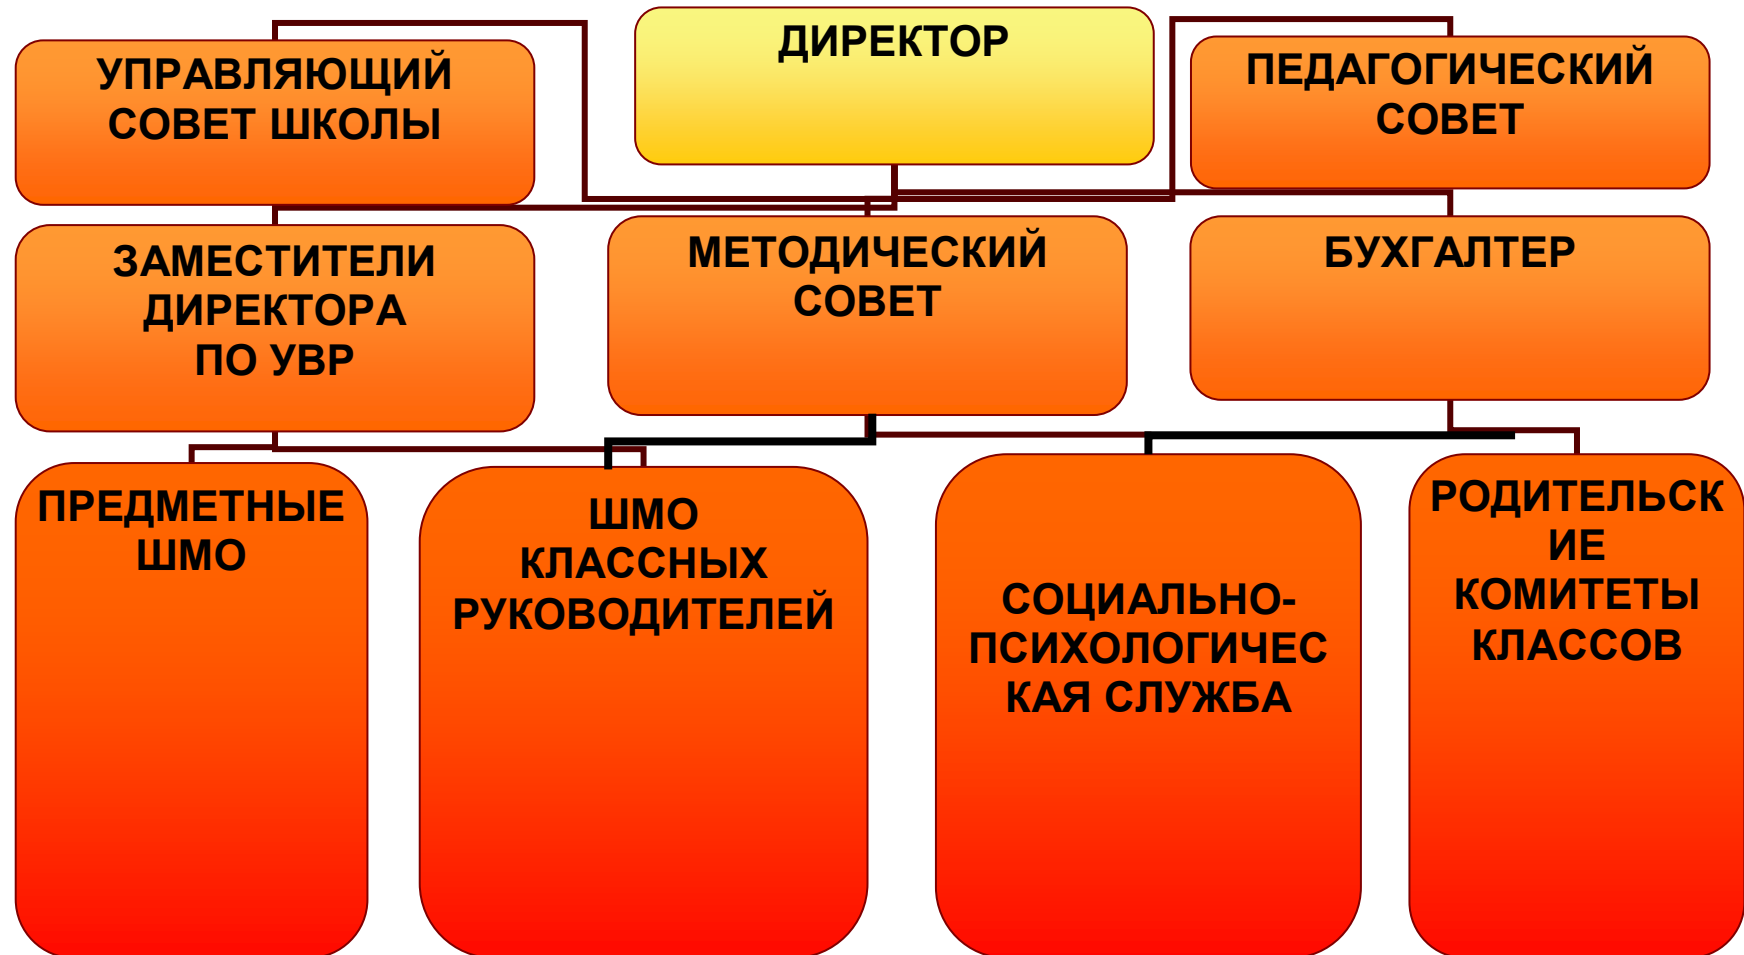 ДИРЕКТОР
УПРАВЛЯЮЩИЙ
СОВЕТ ШКОЛЫ
ПЕДАГОГИЧЕСКИЙ
СОВЕТ
ЗАМЕСТИТЕЛИ
ДИРЕКТОРА
ПО УВР
МЕТОДИЧЕСКИЙ
СОВЕТ
БУХГАЛТЕР
ПРЕДМЕТНЫЕ
ШМО
ШМО
КЛАССНЫХ
РУКОВОДИТЕЛЕЙ
СОЦИАЛЬНО-
ПСИХОЛОГИЧЕС
КАЯ СЛУЖБА
РОДИТЕЛЬСК
ИЕ
КОМИТЕТЫ
КЛАССОВ